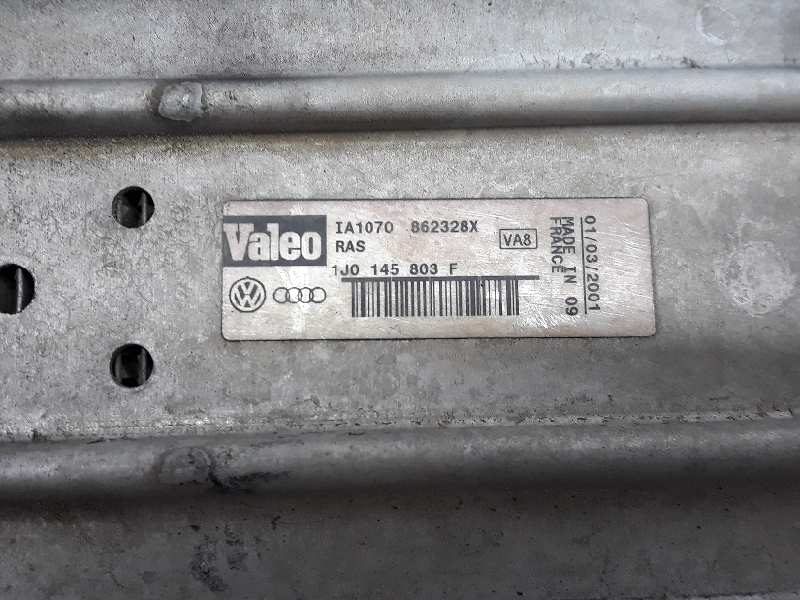 Valeo
IA1070 862328X
RAS
VA8
1J0 145 803 F
01/03/2001
MADE IN 09
FRANCE